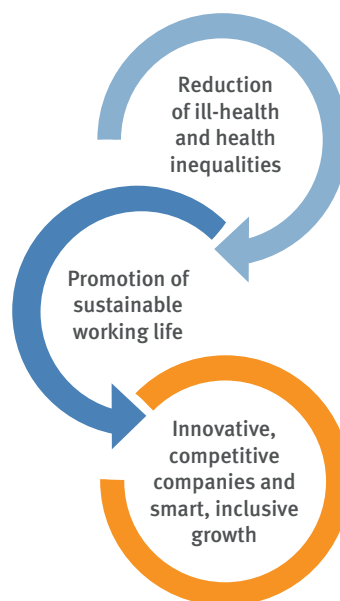 Reduction
of ill-health
and health
inequalities
Promotion of
sustainable
working life
Innovative,
competitive
companies and
smart, inclusive
growth